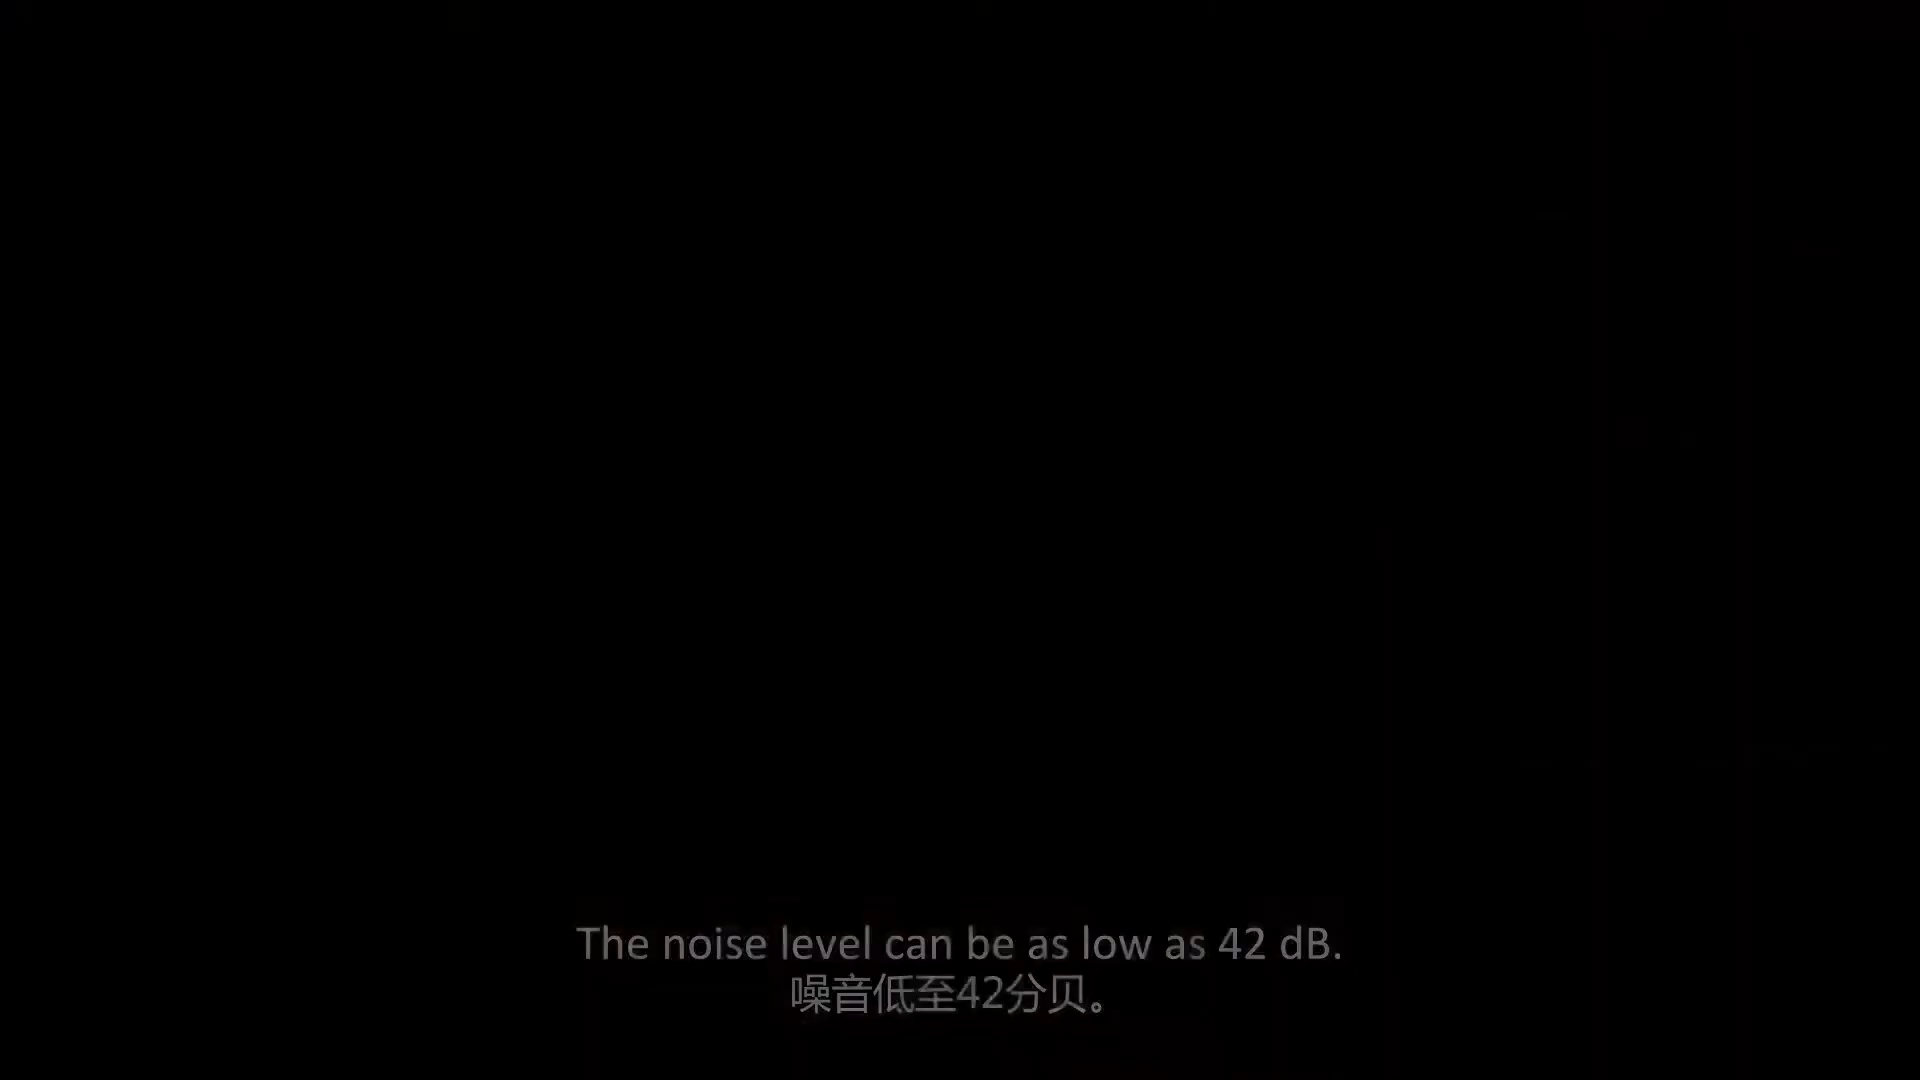 The noise level can be as low as 42 dB.
噪音低至42分贝。